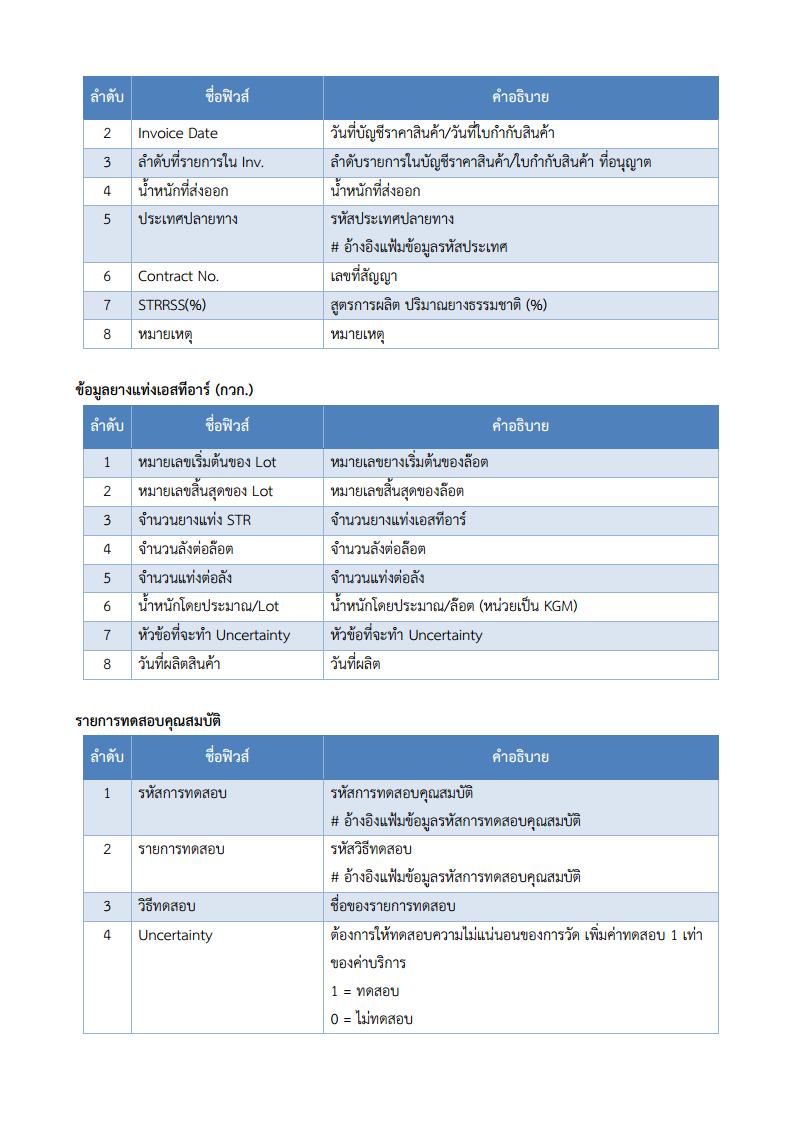 ลำดับ ชื่อฟิวส์ คำอธิบาย
2 Invoice Date วันที่บัญชีราคาสินค้า/วันที่ใบกำกับสินค้า
3 ลำดับที่รายการใน Inv. ลำดับรายการในบัญชีราคาสินค้า/ใบกำกับสินค้า ที่อนุญาต
4 น้ำหนักที่ส่งออก น้ำหนักที่ส่งออก
5 ประเทศปลายทาง รหัสประเทศปลายทาง
# อ้างอิงแฟ้มข้อมูลรหัสประเทศ
6 Contract No. เลขที่สัญญา
7 STRRSS(%) สูตรการผลิต ปริมาณยางธรรมชาติ (%)
8 หมายเหตุ หมายเหตุ
ข้อมูลยางแท่งเอสทีอาร์ (กวก.)
ลำดับ ชื่อฟิวส์ คำอธิบาย
1 หมายเลขเริ่มต้นของ Lot หมายเลขยางเริ่มต้นของล๊อต
2 หมายเลขสิ้นสุดของ Lot หมายเลขสิ้นสุดของล๊อต
3 จำนวนยางแท่ง STR จำนวนยางแท่งเอสทีอาร์
4 จำนวนลังต่อล๊อต จำนวนลังต่อล๊อต
5 จำนวนแท่งต่อลัง จำนวนแท่งต่อลัง
6 น้ำหนักโดยประมาณ/Lot น้ำหนักโดยประมาณ/ล๊อต (หน่วยเป็น KGM)
7 หัวข้อที่จะทำ Uncertainty หัวข้อที่จะทำ Uncertainty
8 วันที่ผลิตสินค้า วันที่ผลิต
รายการทดสอบคุณสมบัติ
ลำดับ ชื่อฟิวส์ คำอธิบาย
1 รหัสการทดสอบ รหัสการทดสอบคุณสมบัติ
# อ้างอิงแฟ้มข้อมูลรหัสการทดสอบคุณสมบัติ
2 รายการทดสอบ รหัสวิธีทดสอบ
# อ้างอิงแฟ้มข้อมูลรหัสการทดสอบคุณสมบัติ
3 วิธีทดสอบ ชื่อของรายการทดสอบ
4 Uncertainty ต้องการให้ทดสอบความไม่แน่นอนของการวัด เพิ่มค่าทดสอบ 1 เท่า
ของค่าบริการ
1 = ทดสอบ
0 = ไม่ทดสอบ